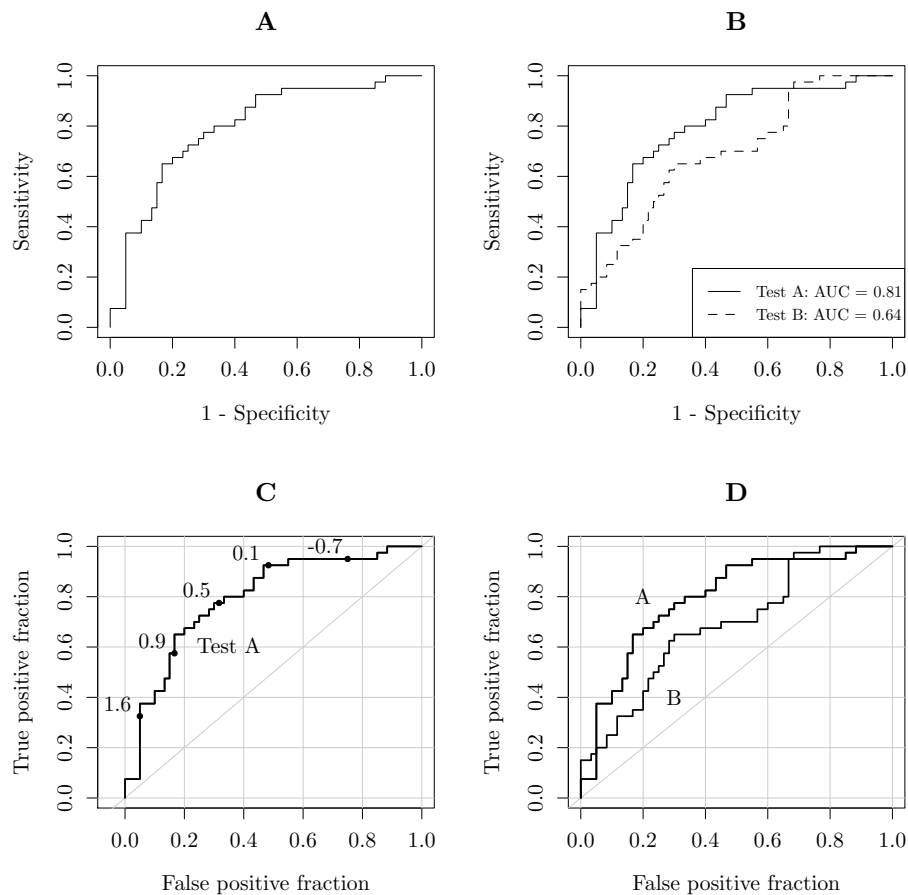 A
Sensitivity
0.0 0.2 0.4 0.6 0.8 1.0
0.0 0.2 0.4 0.6 0.8 1.0
1 - Specificity
B
Sensitivity
0.0 0.2 0.4 0.6 0.8 1.0
Test A: AUC = 0.81
Test B: AUC = 0.64
0.0 0.2 0.4 0.6 0.8 1.0
1 - Specificity
C
True positive fraction
0.0 0.2 0.4 0.6 0.8 1.0
-0.7
0.1
0.5
0.9
Test A
1.6
0.0 0.2 0.4 0.6 0.8 1.0
False positive fraction
D
True positive fraction
0.0 0.2 0.4 0.6 0.8 1.0
A
B
0.0 0.2 0.4 0.6 0.8 1.0
False positive fraction